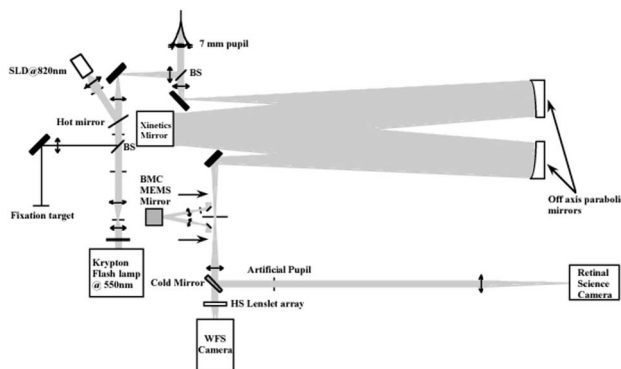 7 mm pupil
SLD@820nm
BS
Hot mirror
Xinetics
Mirror
BS
BMC
MEMS
Mirror
Off axis parabolic
mirrors
Fixation target
Krypton
Flash lamp
@ 550nm
Cold Mirror
Artificial Pupil
Retinal
Science
Camera
HS Lenslet array
WFS
Camera